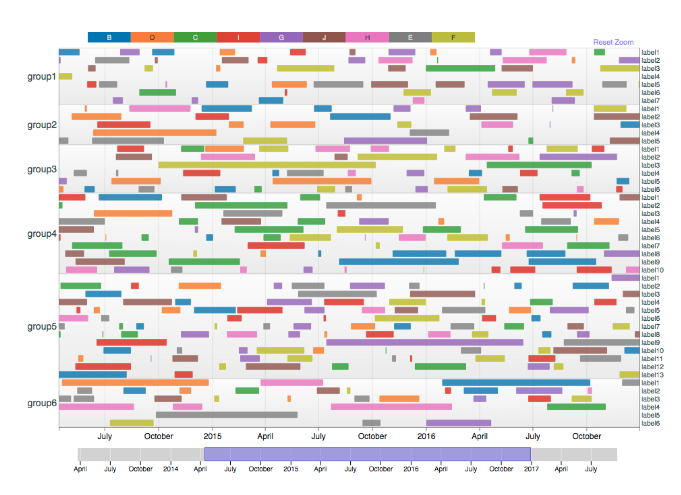 B D C I G J H E F
Reset Zoom
group1
label1
label2
label3
label4
label5
label6
label7
group2
label1
label2
label3
label4
label5
group3
label1
label2
label3
label4
label5
label6
group4
label1
label2
label3
label4
label5
label6
label7
label8
label9
label10
group5
label1
label2
label3
label4
label5
label6
label7
label8
label9
label10
label11
label12
label13
group6
label1
label2
label3
label4
label5
label6
July October 2015 April July October 2016 April July October
April July October 2014 April July October 2015 April July October 2016 April July October 2017 April July